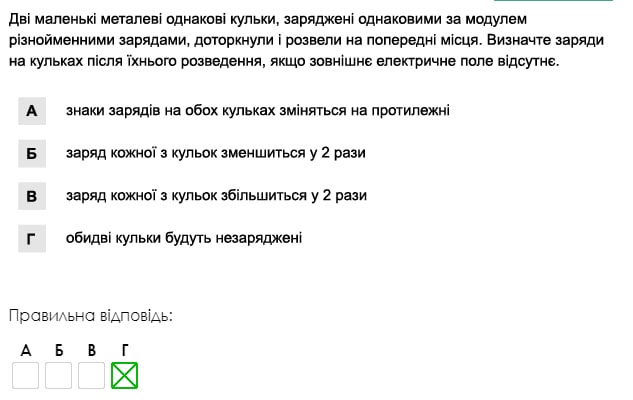 Дві маленькі металеві однакові кульки, заряджені однаковими за модулем
різнойменними зарядами, доторкнули і розвели на попередні місця. Визначте заряди
на кульках після їхнього розведення, якщо зовнішнє електричне поле відсутнє.
А знаки зарядів на обох кульках зміняться на протилежні
Б заряд кожної з кульок зменшиться у 2 рази
В заряд кожної з кульок збільшиться у 2 рази
Г обидві кульки будуть незаряджені
Правильна відповідь:
А Б В Г